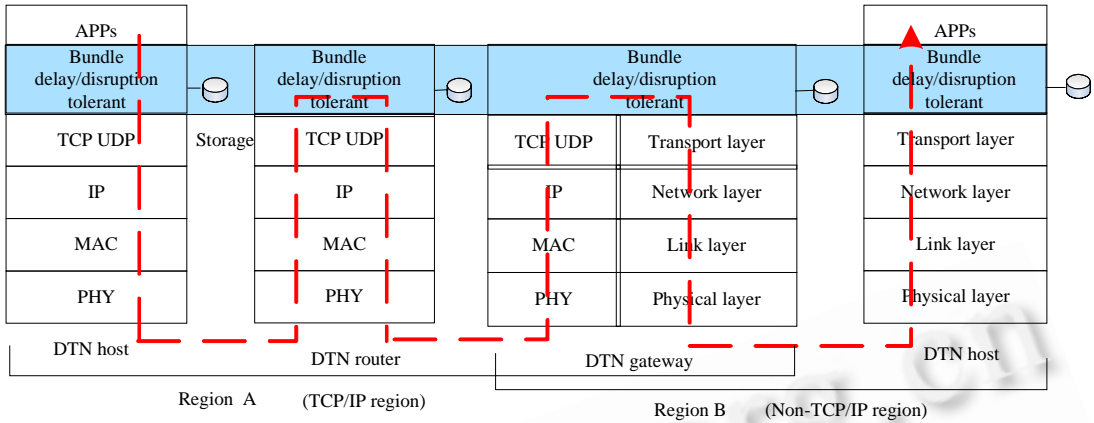 APPs
Bundle
delay/disruption
tolerant
TCP UDP
IP
MAC
PHY
DTN host
Storage
Bundle
delay/disruption
tolerant
TCP UDP
IP
MAC
PHY
DTN router
Bundle
delay/disruption
tolerant
TCP UDP
Transport layer
IP
Network layer
MAC
Link layer
PHY
Physical layer
DTN gateway
APPs
Bundle
delay/disruption
tolerant
Transport layer
Network layer
Link layer
Physical layer
DTN host
Region A (TCP/IP region)
Region B (Non-TCP/IP region)